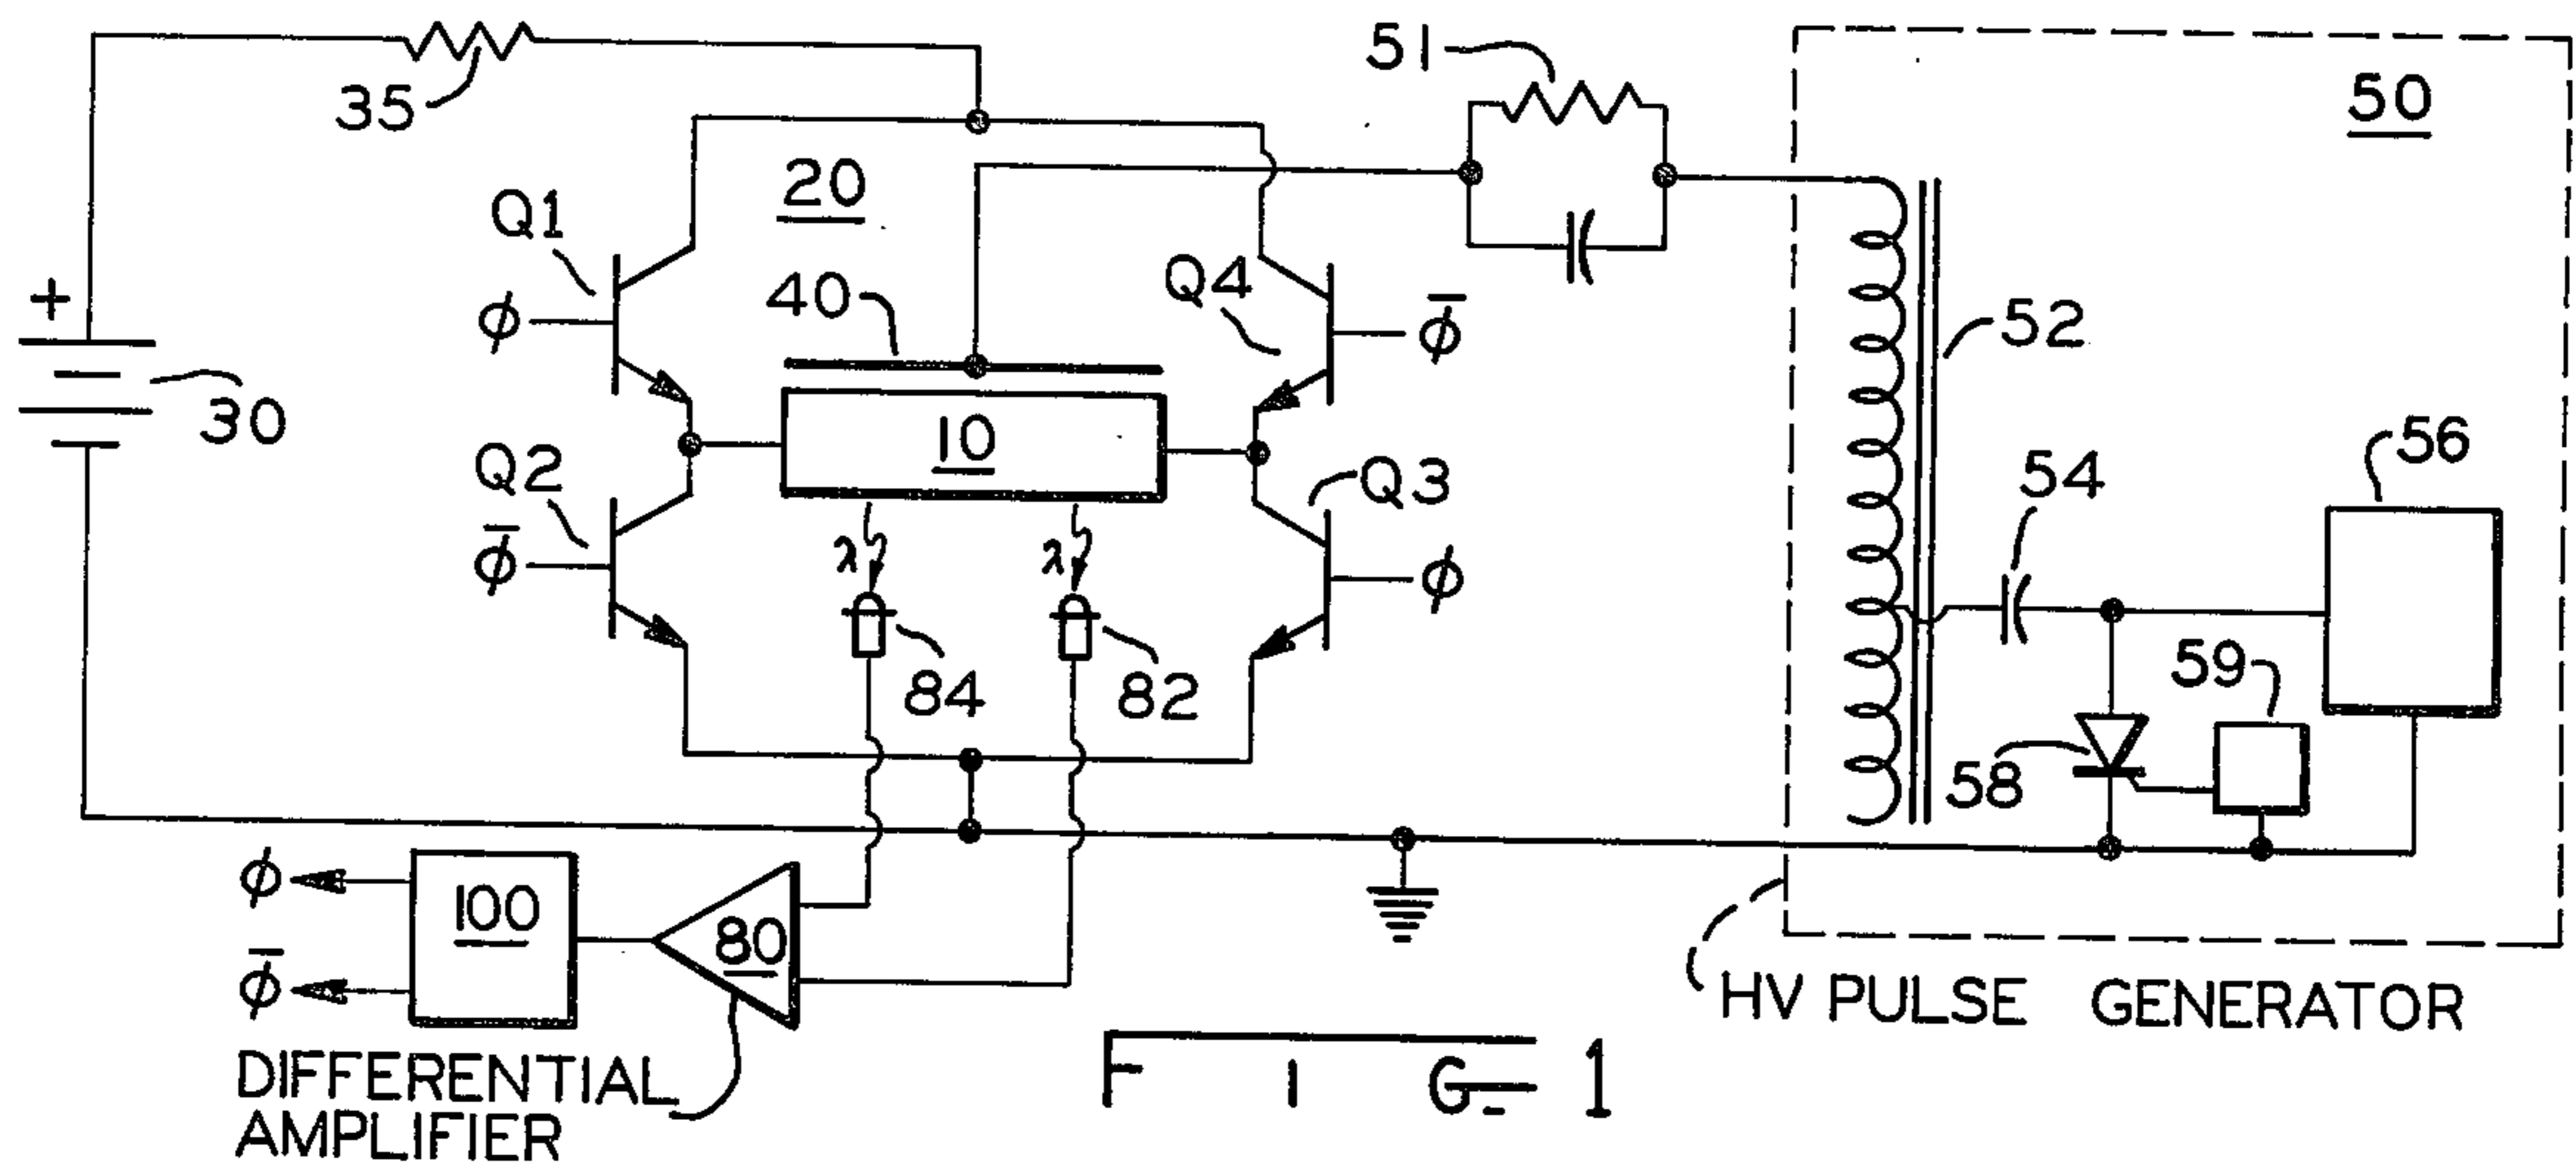 35
51
50
20
Q1
Q4
40
ϕ
ϕ̅
+
30
52
10
Q2
Q3
54
56
ϕ̅
ϕ
λ
λ
84
82
59
58
ϕ
ϕ̅
100
80
HV PULSE GENERATOR
DIFFERENTIAL
AMPLIFIER
FIG-1